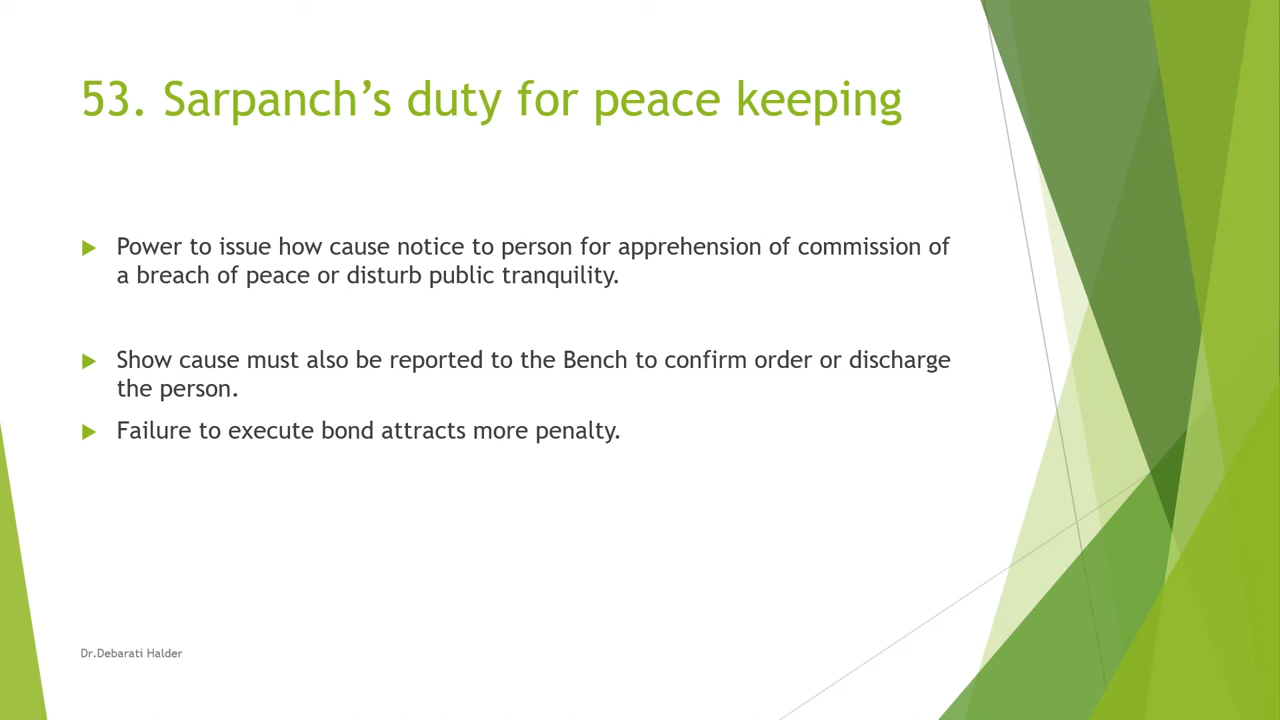 53. Sarpanch’s duty for peace keeping
Power to issue how cause notice to person for apprehension of commission of
a breach of peace or disturb public tranquility.
Show cause must also be reported to the Bench to confirm order or discharge
the person.
Failure to execute bond attracts more penalty.
Dr.Debarati Halder